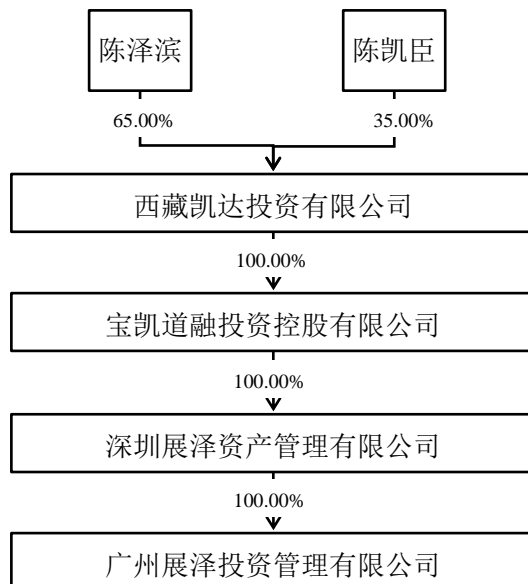 陈泽滨
陈凯臣
65.00%
35.00%
西藏凯达投资有限公司
100.00%
宝凯道融投资控股有限公司
100.00%
深圳展泽资产管理有限公司
100.00%
广州展泽投资管理有限公司